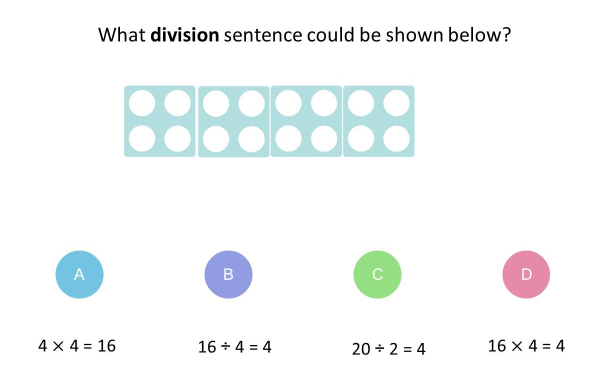 What division sentence could be shown below?
A B C D
4 × 4 = 16 16 ÷ 4 = 4 20 ÷ 2 = 4 16 × 4 = 4